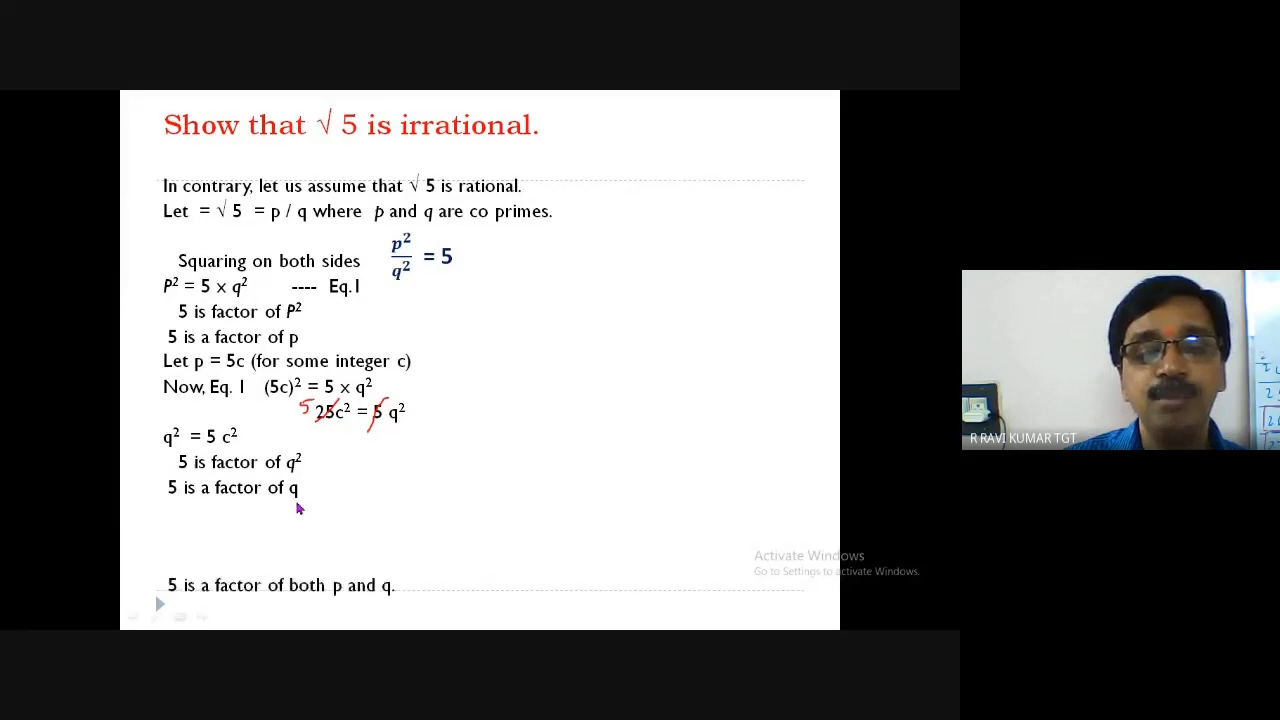 Show that √ 5 is irrational.
In contrary, let us assume that √ 5 is rational.
Let = √ 5 = p / q where p and q are co primes.
Squaring on both sides p²/q² = 5
P² = 5 x q² ---- Eq.1
5 is factor of P²
5 is a factor of p
Let p = 5c (for some integer c)
Now, Eq. 1 (5c)² = 5 x q²
5 25c² = 5 q²
q² = 5 c²
5 is factor of q²
5 is a factor of q
5 is a factor of both p and q.
Activate Windows
Go to Settings to activate Windows.
R RAVI KUMAR TGT